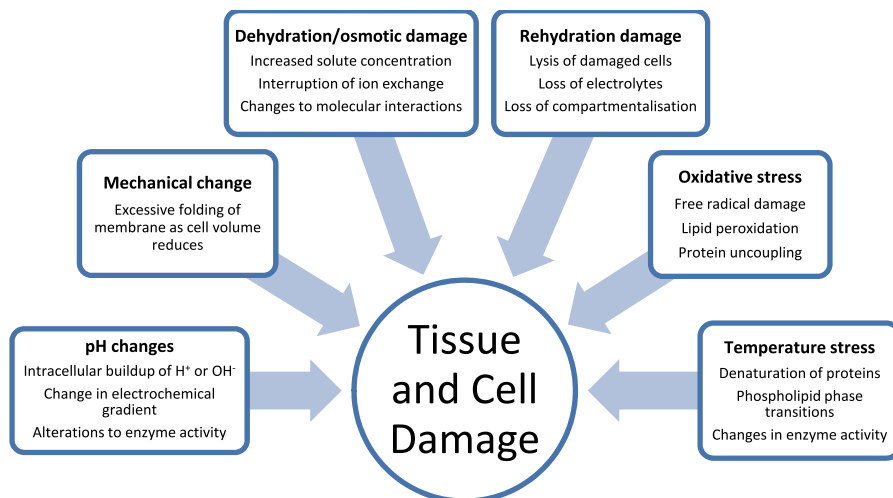 Dehydration/osmotic damage
Increased solute concentration
Interruption of ion exchange
Changes to molecular interactions
Rehydration damage
Lysis of damaged cells
Loss of electrolytes
Loss of compartmentalisation
Mechanical change
Excessive folding of
membrane as cell volume
reduces
Oxidative stress
Free radical damage
Lipid peroxidation
Protein uncoupling
pH changes
Intracellular buildup of H⁺ or OH⁻
Change in electrochemical
gradient
Alterations to enzyme activity
Tissue
and Cell
Damage
Temperature stress
Denaturation of proteins
Phospholipid phase
transitions
Changes in enzyme activity